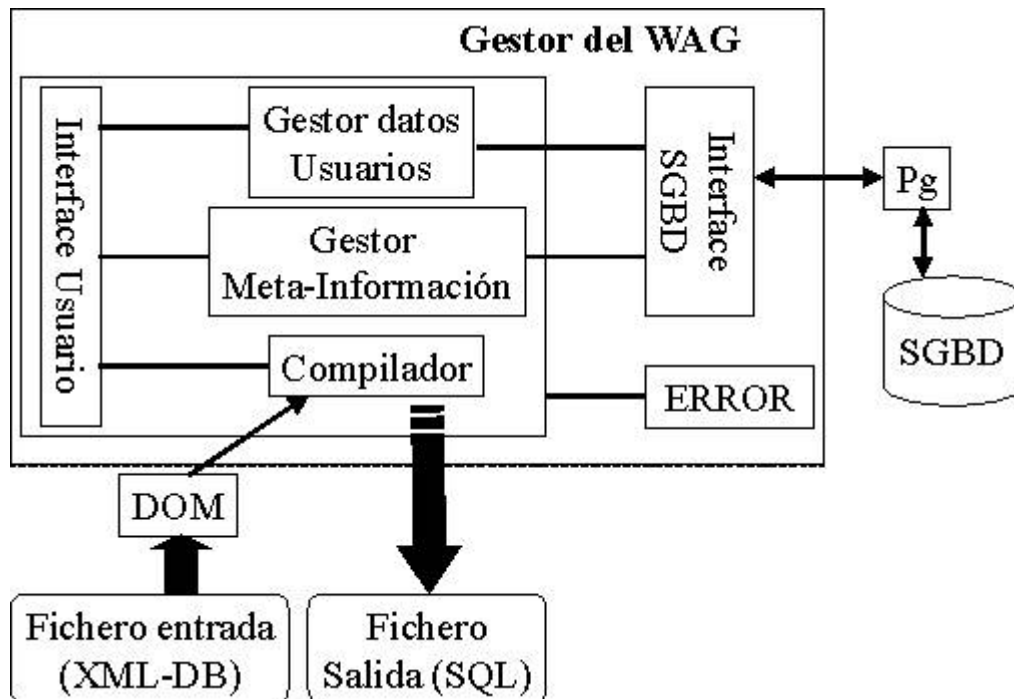 Gestor del WAG
Interface Usuario
Gestor datos
Usuarios
Gestor
Meta-Información
Compilador
Interface
SGBD
ERROR
Pg
SGBD
DOM
Fichero entrada
(XML-DB)
Fichero
Salida (SQL)